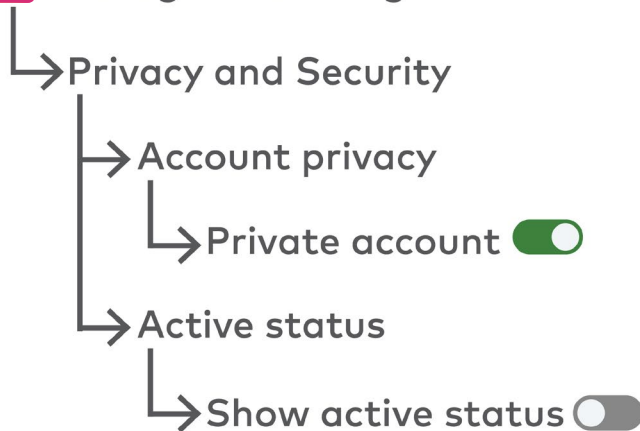 Privacy and Security
Account privacy
Private account
Active status
Show active status